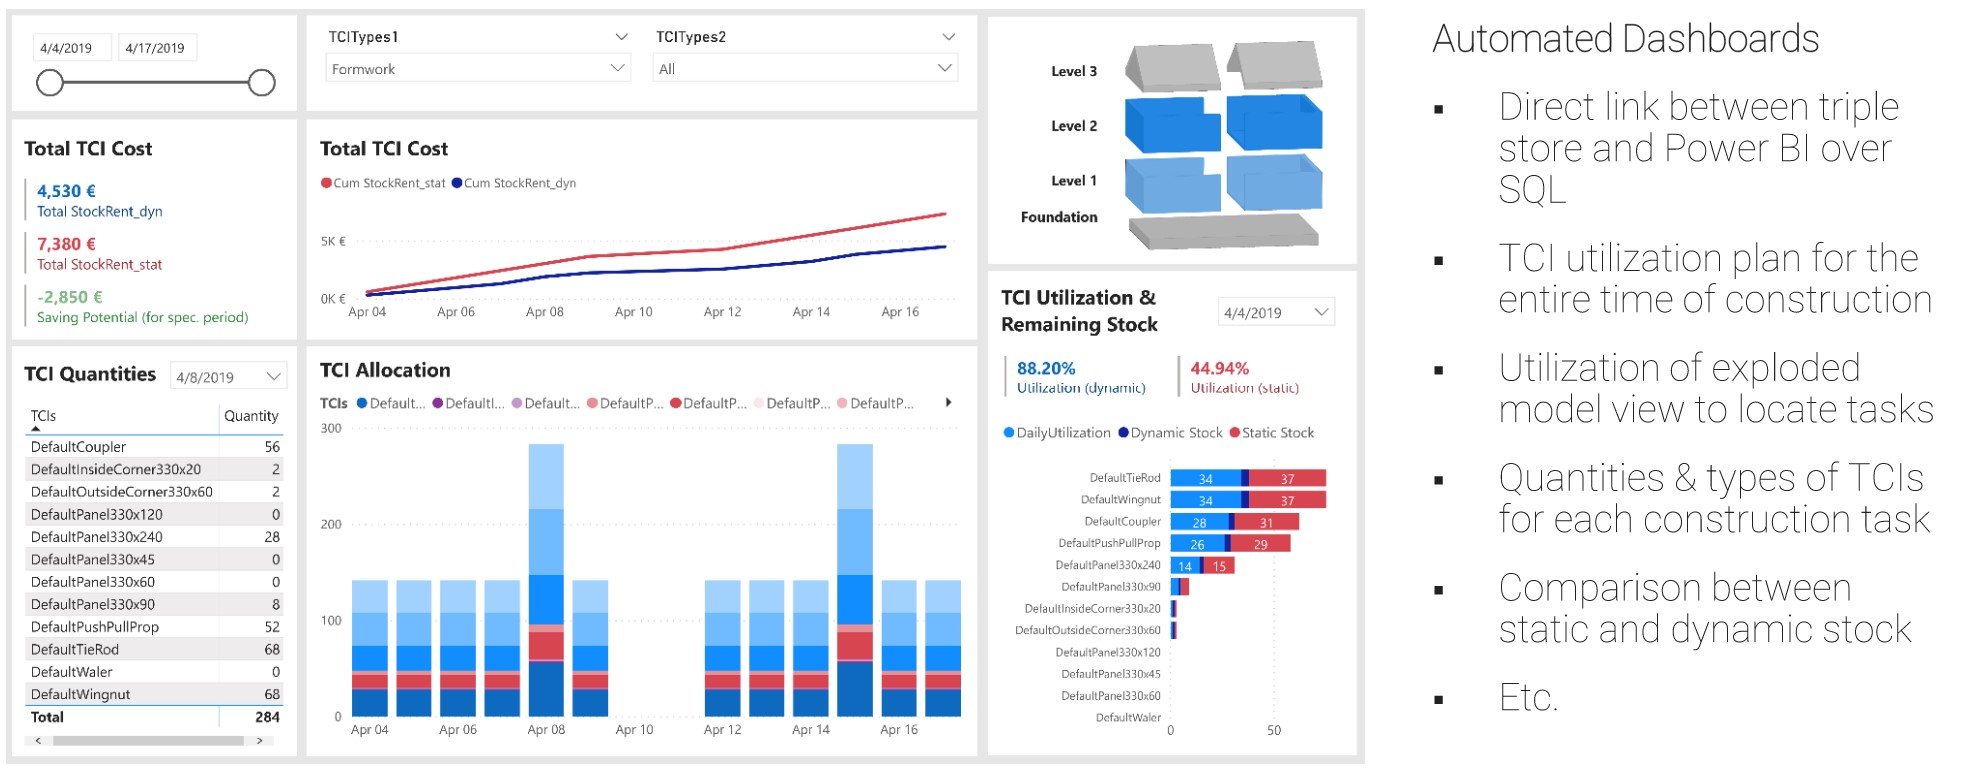 4/4/2019 4/17/2019
TCITypes1
Formwork
TCITypes2
All
Total TCI Cost
4,530 €
Total StockRent_dyn
7,380 €
Total StockRent_stat
-2,850 €
Saving Potential (for spec. period)
Total TCI Cost
Cum StockRent_stat Cum StockRent_dyn
5K €
0K €
Apr 04 Apr 06 Apr 08 Apr 10 Apr 12 Apr 14 Apr 16
TCI Quantities 4/8/2019
TCIs Quantity
DefaultCoupler 56
DefaultInsideCorner330x20 2
DefaultOutsideCorner330x60 2
DefaultPanel330x120 0
DefaultPanel330x240 28
DefaultPanel330x45 0
DefaultPanel330x60 0
DefaultPanel330x90 8
DefaultPushPullProp 52
DefaultTieRod 68
DefaultWaler 0
DefaultWingnut 68
Total 284
TCI Allocation
TCIs Default... DefaultI... Default... DefaultP... DefaultP... DefaultP... DefaultP...
300
200
100
0
Apr 04 Apr 06 Apr 08 Apr 10 Apr 12 Apr 14 Apr 16
Level 3
Level 2
Level 1
Foundation
TCI Utilization &
Remaining Stock
4/4/2019
88.20%
Utilization (dynamic)
44.94%
Utilization (static)
DailyUtilization Dynamic Stock Static Stock
DefaultTieRod 34 37
DefaultWingnut 34 37
DefaultCoupler 28 31
DefaultPushPullProp 26 29
DefaultPanel330x240 14 15
DefaultPanel330x90
DefaultInsideCorner330x20
DefaultOutsideCorner330x60
DefaultPanel330x120
DefaultPanel330x45
DefaultPanel330x60
DefaultWaler
0 50
Automated Dashboards
▪ Direct link between triple
store and Power BI over
SQL
▪ TCI utilization plan for the
entire time of construction
▪ Utilization of exploded
model view to locate tasks
▪ Quantities & types of TCIs
for each construction task
▪ Comparison between
static and dynamic stock
▪ Etc.